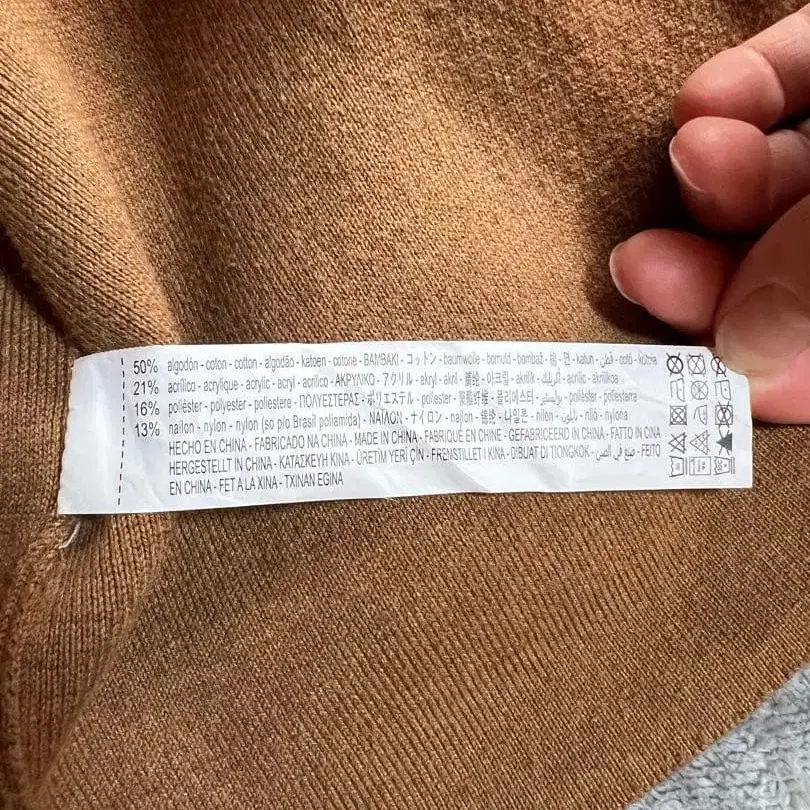 50% algodón - coton - cotton - algodão - katoen - cotone - ΒΑΜΒΑΚΙ - コットン - baumwolle - bomuld - bombaž - 棉 - 면 - katun - قطن - cotó -
21% acrílico - acrylique - acrylic - acryl - acrilico - ΑΚΡΥΛΙΚΟ - アクリル - akryl - akril - 腈纶 - 아크릴 - akrilik - أكريليك - acrílic - akrilikoa
16% poliéster - polyester - poliestere - ΠΟΛΥΕΣΤΕΡΑΣ - ポリエステル - poliester - 聚酯纤维 - 폴리에스터 - بوليستير - polièster - poliesterra
13% nailon - nylon - nylon (so p/o Brasil poliamida) - ΝΑΪΛΟΝ - ナイロン - najlon - 锦纶 - 나일론 - nilon - نايلون - niló - nylona
HECHO EN CHINA - FABRICADO NA CHINA - MADE IN CHINA - FABRIQUÉ EN CHINE - GEFABRICEERD IN CHINA - FATTO IN CINA
HERGESTELLT IN CHINA - ΚΑΤΑΣΚΕΥΗ ΚΙΝΑ - ÜRETİM YERİ ÇİN - FREMSTILLET I KINA - DIBUAT DI TIONGKOK - صنع في الصين - FEITO
EN CHINA - FET A LA XINA - TXINAN EGINA